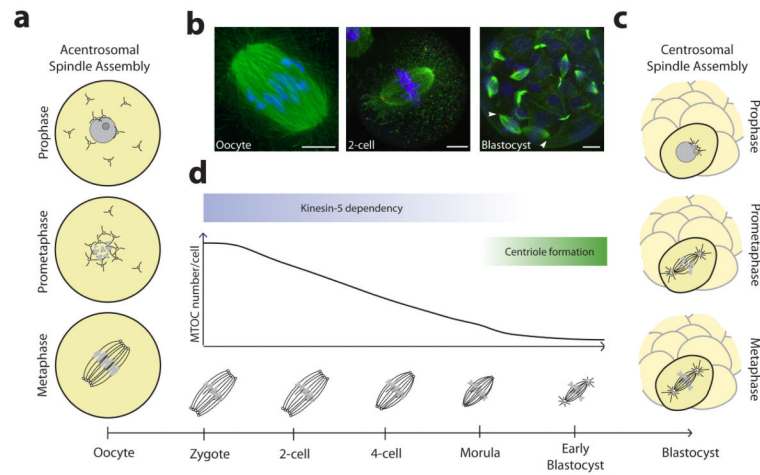 a
Acentrosomal
Spindle Assembly
Prophase
Prometaphase
Metaphase
b
Oocyte
2-cell
Blastocyst
c
Centrosomal
Spindle Assembly
Prophase
Prometaphase
Metaphase
d
Kinesin-5 dependency
Centriole formation
MTOC number/cell
Oocyte
Zygote
2-cell
4-cell
Morula
Early
Blastocyst
Blastocyst